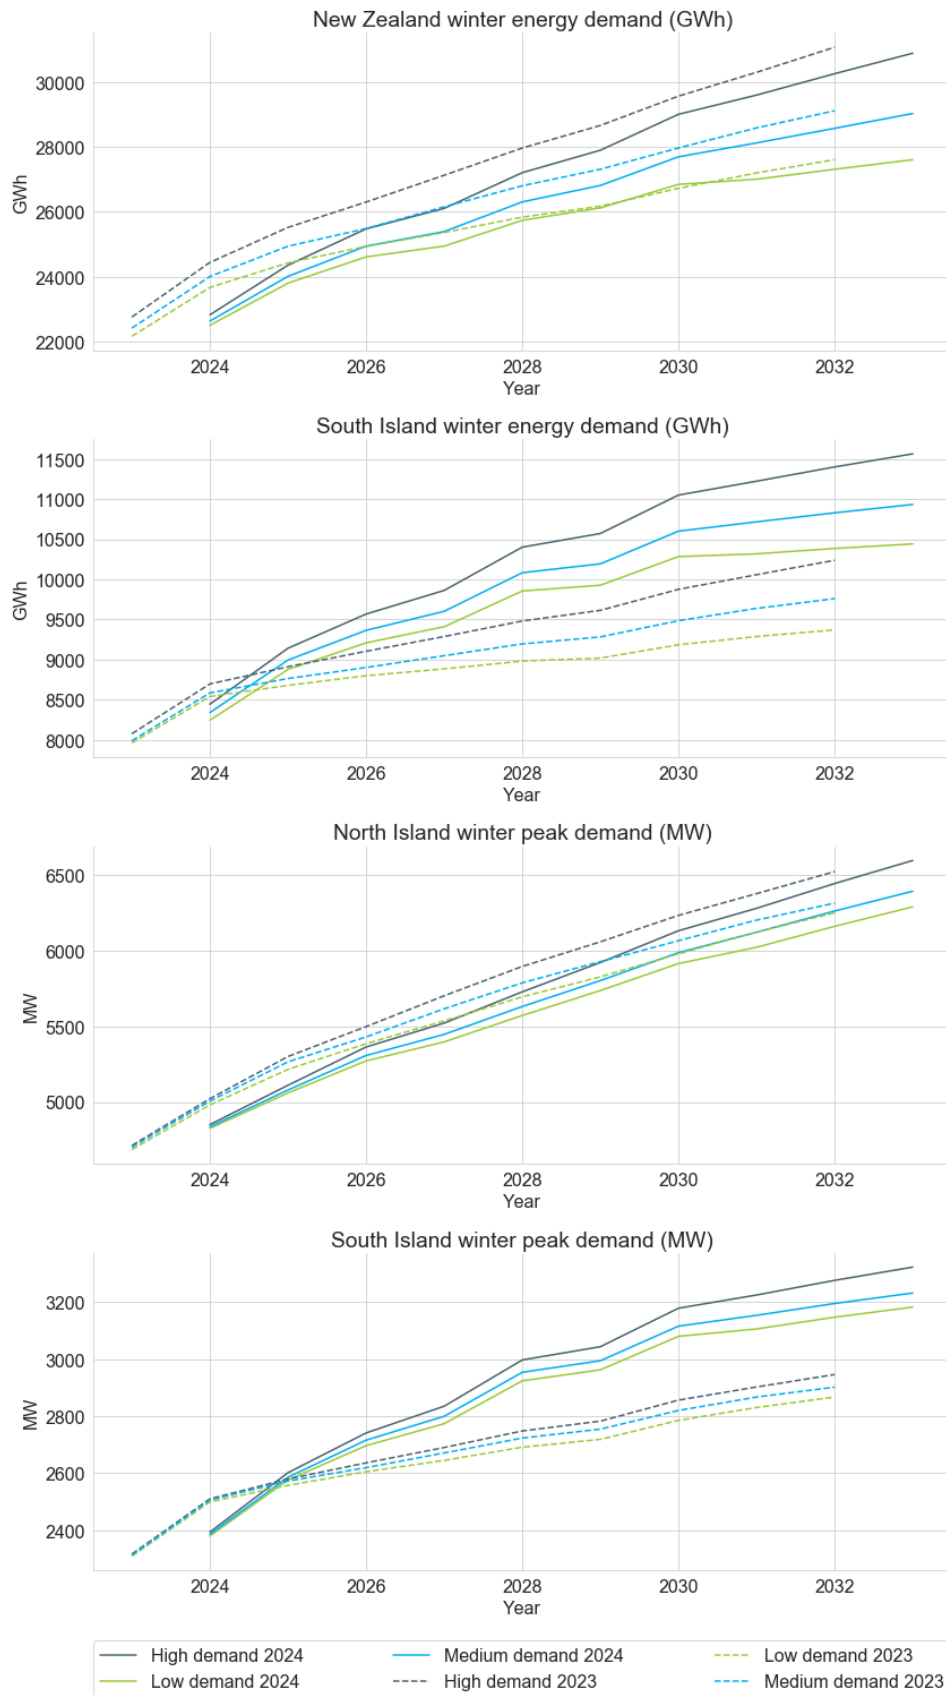 New Zealand winter energy demand (GWh)
30000
28000
26000
24000
22000
GWh
2024 2026 2028 2030 2032
Year
South Island winter energy demand (GWh)
11500
11000
10500
10000
9500
9000
8500
8000
GWh
2024 2026 2028 2030 2032
Year
North Island winter peak demand (MW)
6500
6000
5500
5000
MW
2024 2026 2028 2030 2032
Year
South Island winter peak demand (MW)
3200
3000
2800
2600
2400
MW
2024 2026 2028 2030 2032
Year
High demand 2024 Medium demand 2024 Low demand 2023
Low demand 2024 High demand 2023 Medium demand 2023